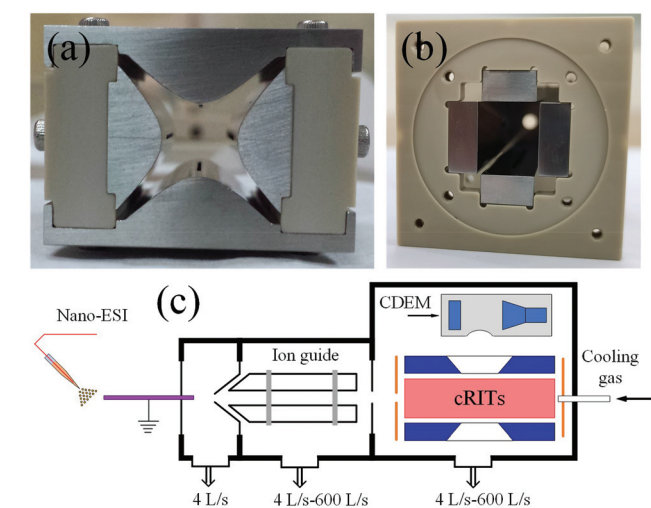 (a)
(b)
(c)
Nano-ESI
CDEM
Ion guide
Cooling
gas
cRITs
4 L/s
4 L/s-600 L/s
4 L/s-600 L/s